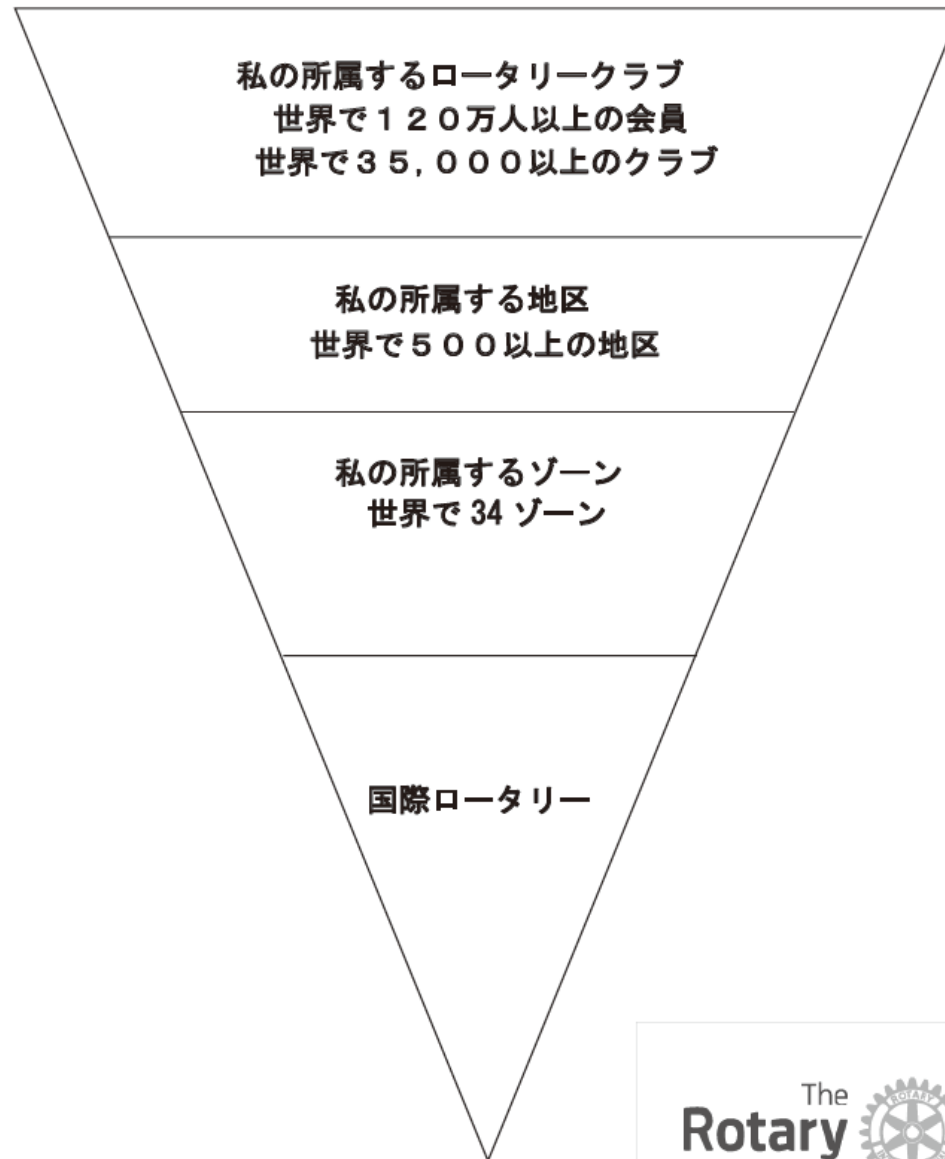 私の所属するロータリークラブ
世界で１２０万人以上の会員
世界で３５,０００以上のクラブ
私の所属する地区
世界で５００以上の地区
私の所属するゾーン
世界で 34 ゾーン
国際ロータリー
The
Rotary
ROTARY